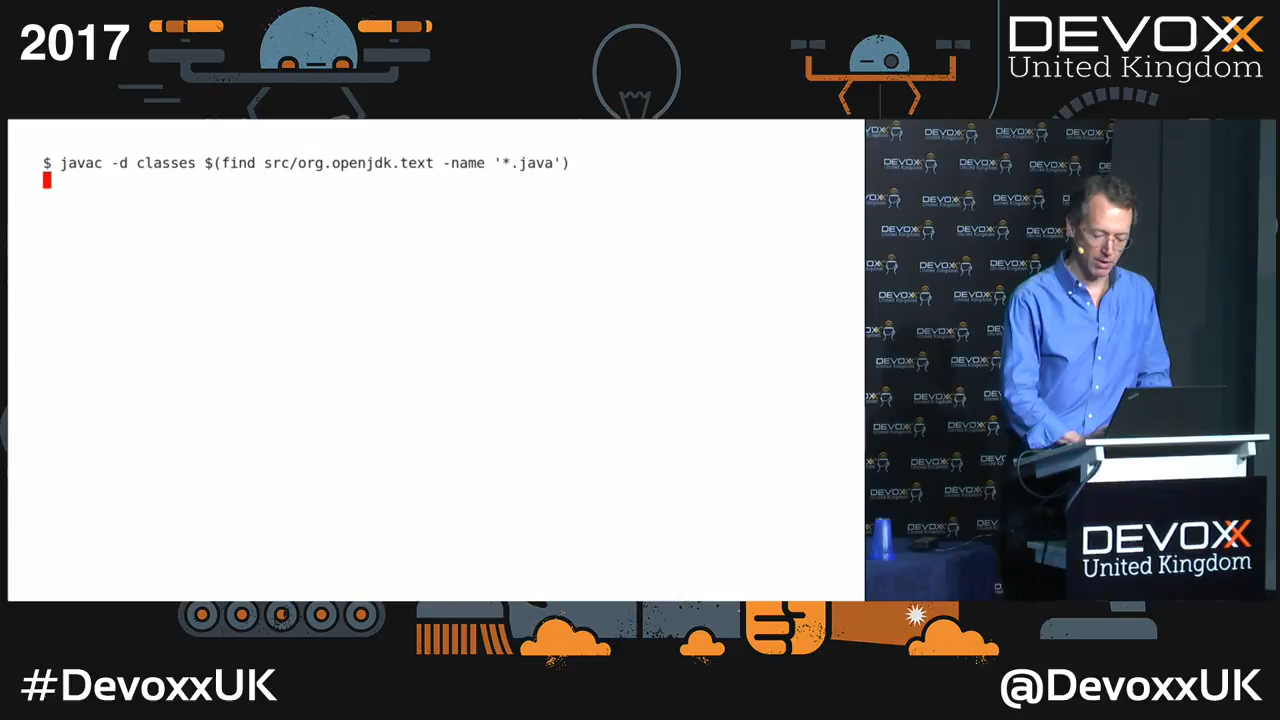 2017
DEVOXX
United Kingdom
$ javac -d classes $(find src/org.openjdk.text -name '*.java')
DEVOXX
United Kingdom
#DevoxxUK
@DevoxxUK